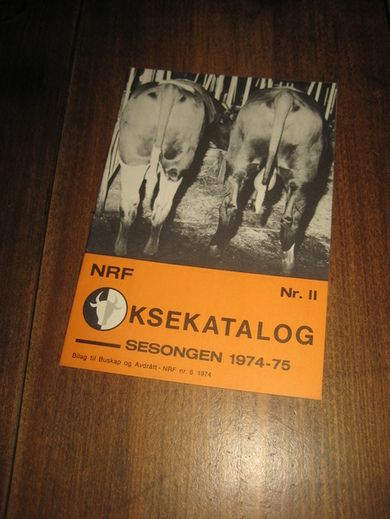 NRF
Nr. II
OKSEKATALOG
SESONGEN 1974-75
Bilag til Buskap og Avdrått - NRF nr. 6 1974